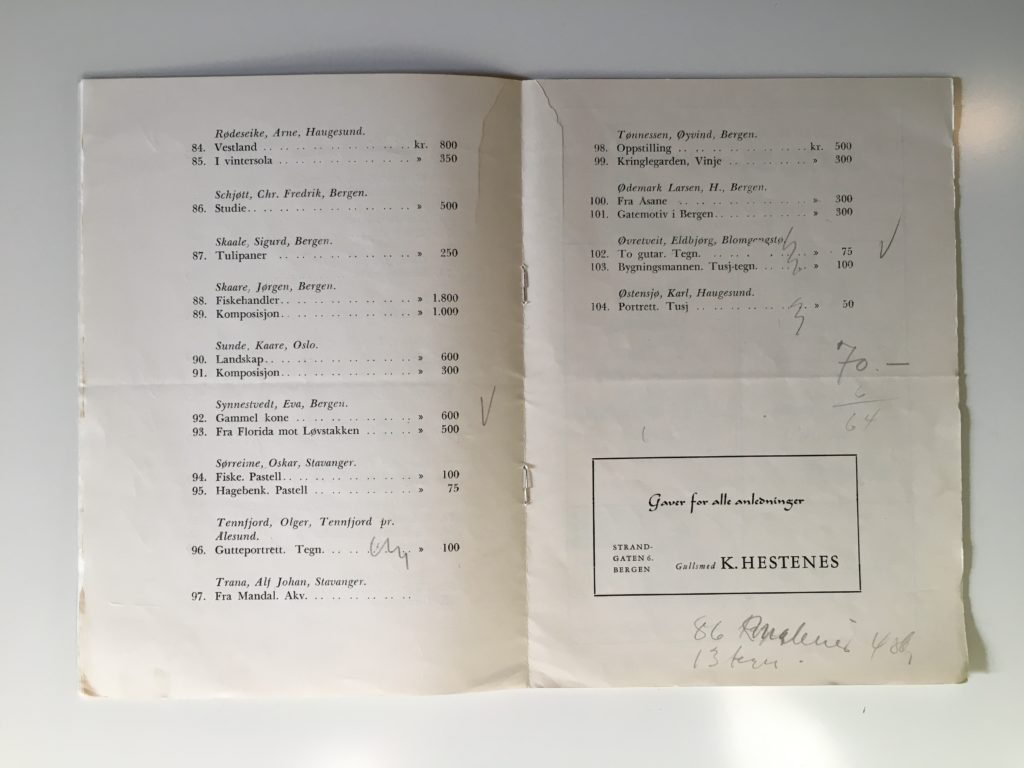 Rødeseike, Arne, Haugesund.
84. Vestland kr. 800
85. I vintersola » 350
Schjøtt, Chr. Fredrik, Bergen.
86. Studie » 500
Skaale, Sigurd, Bergen.
87. Tulipaner » 250
Skaare, Jørgen, Bergen.
88. Fiskehandler » 1.800
89. Komposisjon » 1.000
Sunde, Kaare, Oslo.
90. Landskap » 600
91. Komposisjon » 300
Synnestvedt, Eva, Bergen.
92. Gammel kone » 600
93. Fra Florida mot Løvstakken » 500
Sørreime, Oskar, Stavanger.
94. Fiske. Pastell » 100
95. Hagebenk. Pastell » 75
Tennfjord, Olger, Tennfjord pr.
Ålesund.
96. Gutteportrett. Tegn. » 100
Trana, Alf Johan, Stavanger.
97. Fra Mandal. Akv.
Tønnessen, Øyvind, Bergen.
98. Oppstilling kr. 500
99. Kringlegarden, Vinje » 300
Ødemark Larsen, H., Bergen.
100. Fra Åsane » 300
101. Gatemotiv i Bergen » 300
Øvretveit, Eldbjørg,
102. To gutar. Tegn. » 75
103. Bygningsmannen. Tusj-tegn. » 100
Østensjø, Karl, Haugesund.
104. Portrett. Tusj » 50
70.—
64
Gaver for alle anledninger
STRAND-
GATEN 6.
BERGEN
Gullsmed K. HESTENES
86
13 tegn.